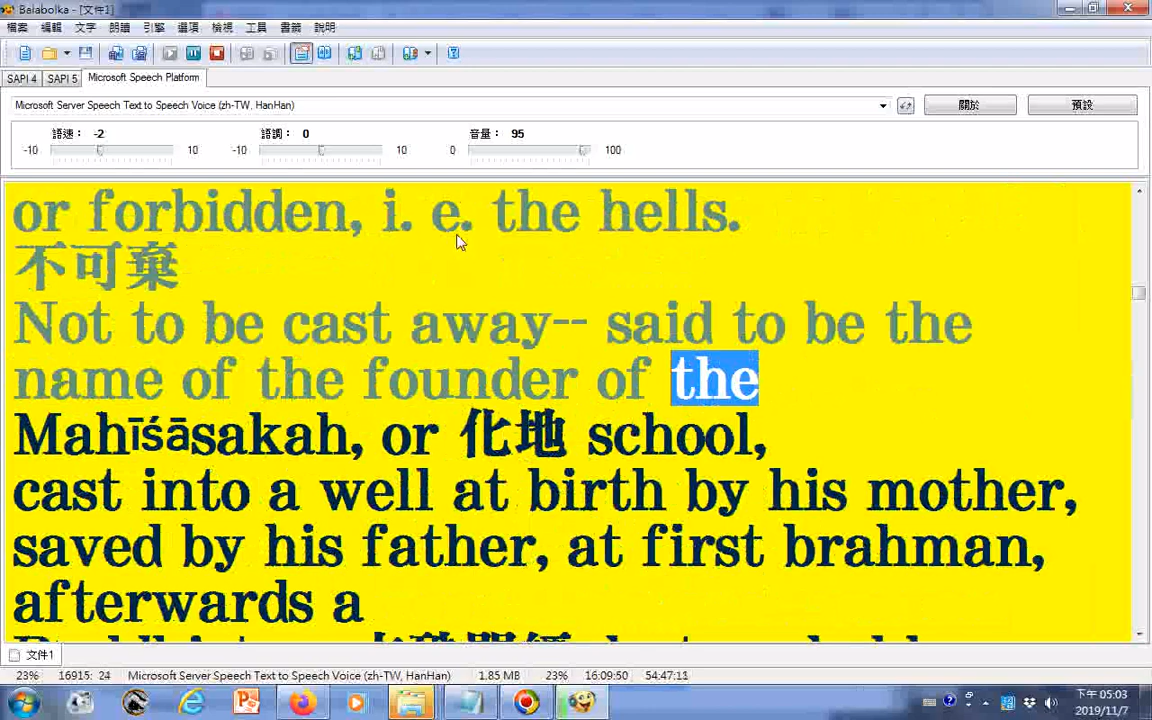 Balabolka - [文件1]
檔案 編輯 文字 朗讀 引擎 選項 檢視 工具 書籤 說明
SAPI 4 SAPI 5 Microsoft Speech Platform
Microsoft Server Speech Text to Speech Voice (zh-TW, HanHan) 關於 預設
語速： -2 語調： 0 音量： 95
-10 10 -10 10 0 100
or forbidden, i. e. the hells.
不可棄
Not to be cast away-- said to be the
name of the founder of the
Mahīśāsakah, or 化地 school,
cast into a well at birth by his mother,
saved by his father, at first brahman,
afterwards a
文件1
23% 16915: 24 Microsoft Server Speech Text to Speech Voice (zh-TW, HanHan) 1.85 MB 23% 16:09:50 54:47:11
下午 05:03
2019/11/7